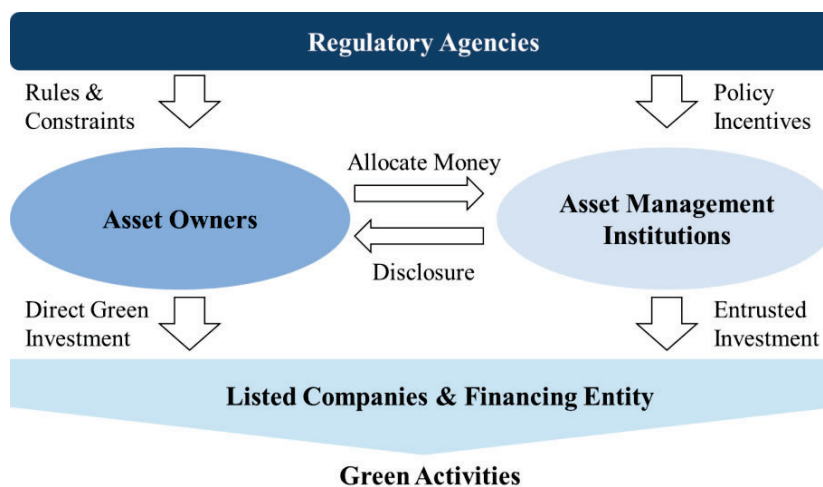 Regulatory Agencies
Rules &
Constraints
Policy
Incentives
Allocate Money
Asset Owners
Asset Management
Institutions
Disclosure
Direct Green
Investment
Entrusted
Investment
Listed Companies & Financing Entity
Green Activities